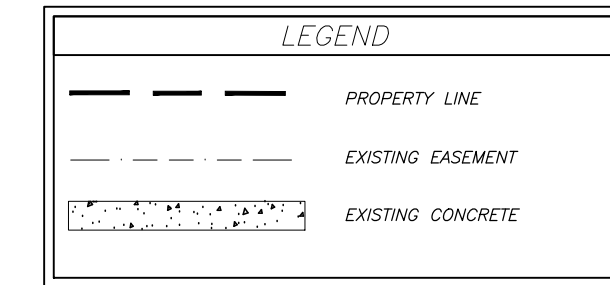 LEGEND
PROPERTY LINE
EXISTING EASEMENT
EXISTING CONCRETE